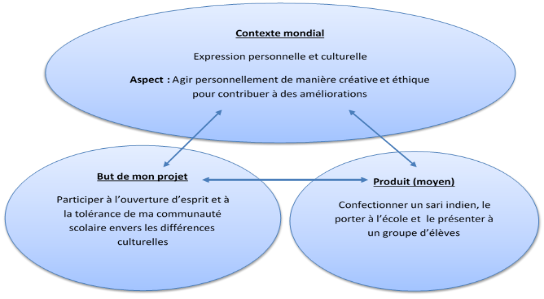 Contexte mondial
Expression personnelle et culturelle
Aspect : Agir personnellement de manière créative et éthique
pour contribuer à des améliorations
But de mon projet
Participer à l'ouverture d'esprit et à
la tolérance de ma communauté
scolaire envers les différences
culturelles
Produit (moyen)
Confectionner un sari indien, le
porter à l'école et le présenter à
un groupe d'élèves